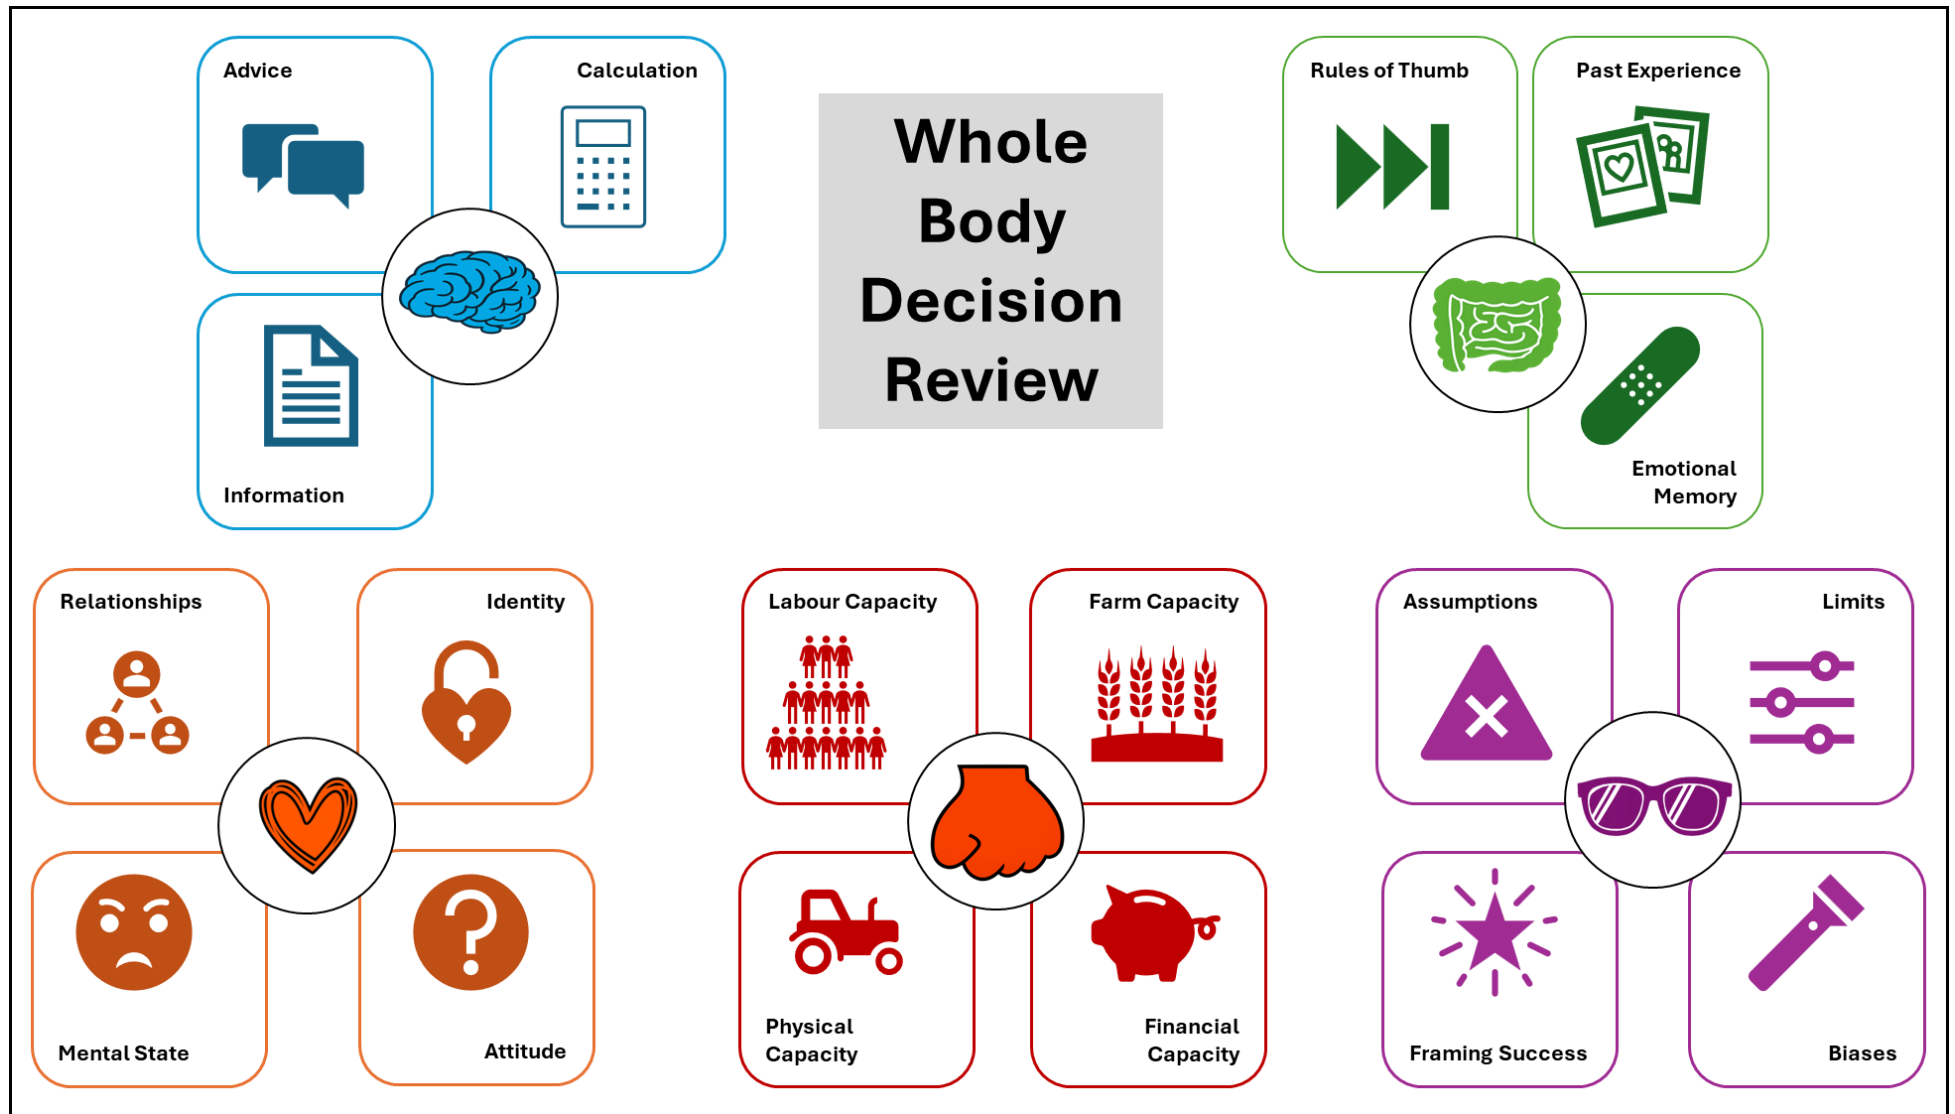 Advice
Calculation
Information
Whole
Body
Decision
Review
Rules of Thumb
Past Experience
Emotional
Memory
Relationships
Identity
Mental State
Attitude
Labour Capacity
Farm Capacity
Physical
Capacity
Financial
Capacity
Assumptions
Limits
Framing Success
Biases